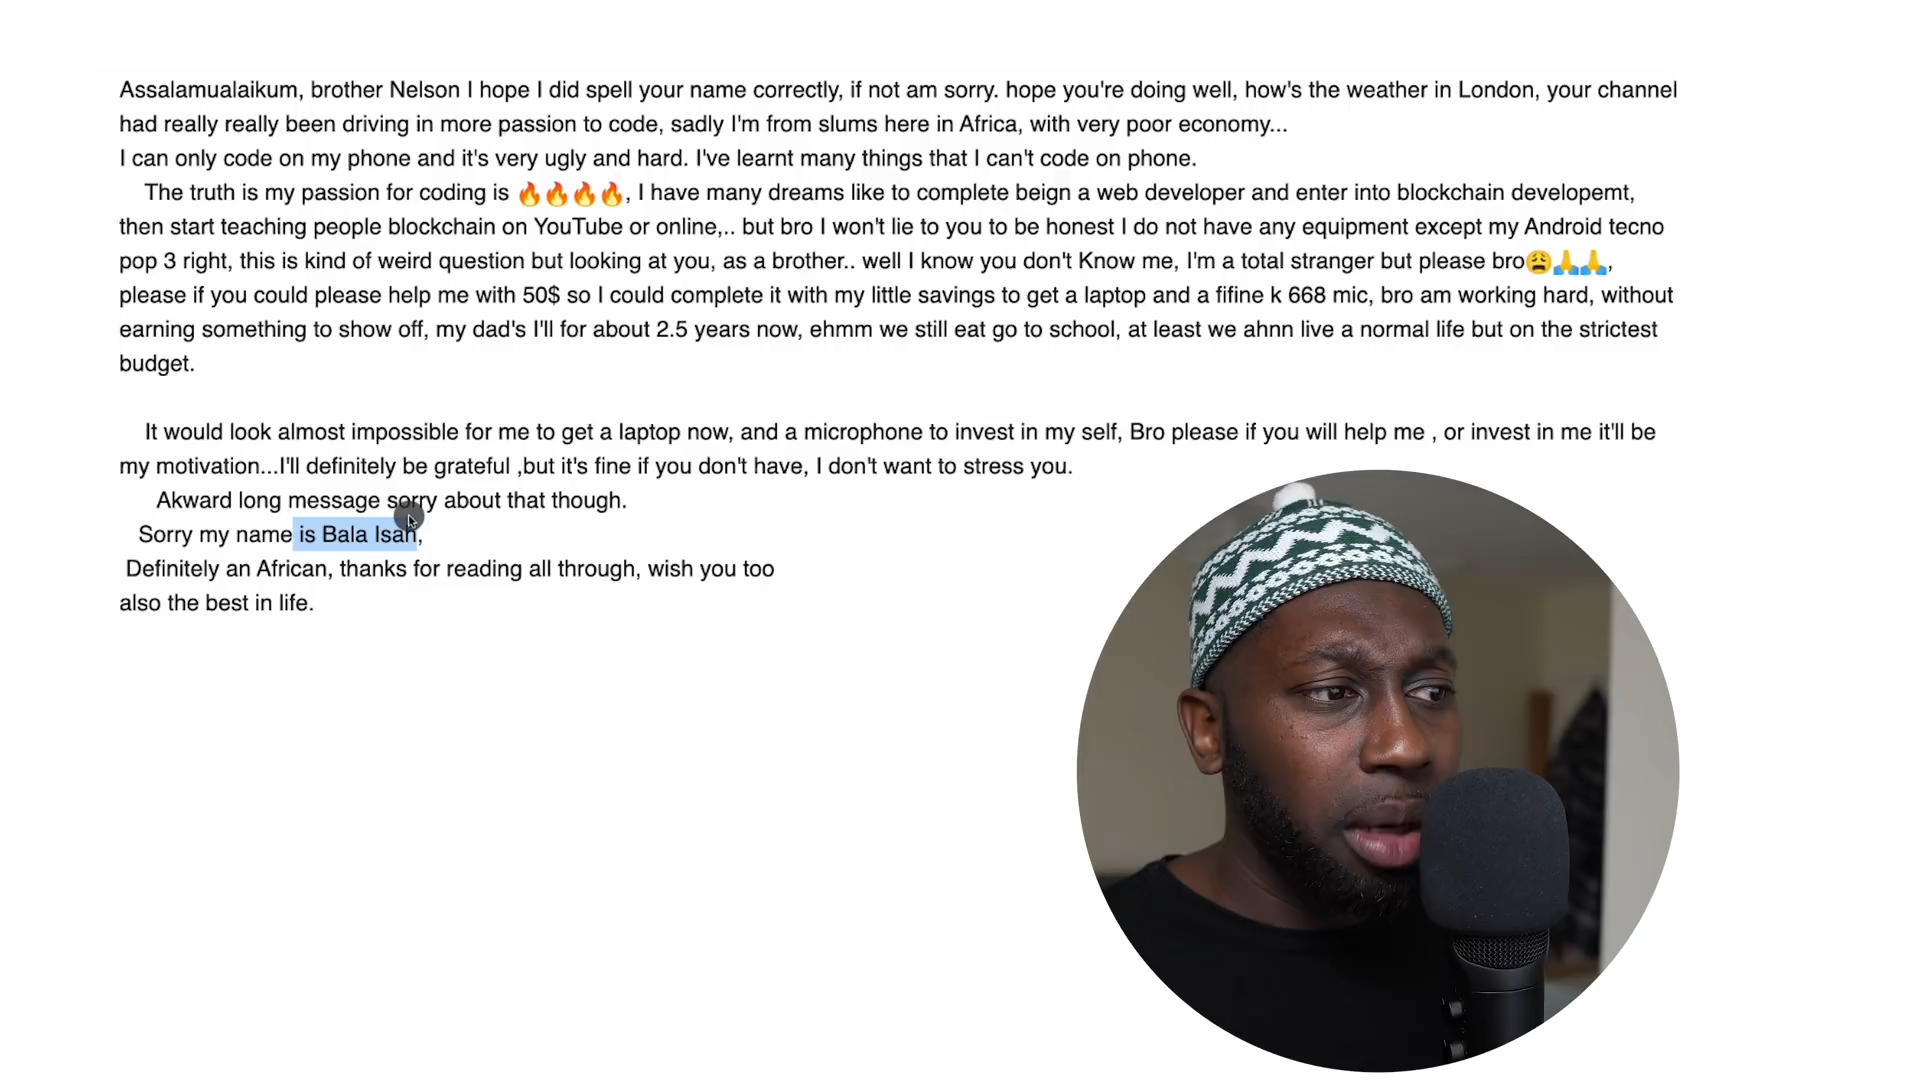 Assalamualaikum, brother Nelson I hope I did spell your name correctly, if not am sorry. hope you're doing well, how's the weather in London, your channel
had really really been driving in more passion to code, sadly I'm from slums here in Africa, with very poor economy...
I can only code on my phone and it's very ugly and hard. I've learnt many things that I can't code on phone.
The truth is my passion for coding is 🔥🔥🔥🔥, I have many dreams like to complete beign a web developer and enter into blockchain developemt,
then start teaching people blockchain on YouTube or online,.. but bro I won't lie to you to be honest I do not have any equipment except my Android tecno
pop 3 right, this is kind of weird question but looking at you, as a brother.. well I know you don't Know me, I'm a total stranger but please bro😩🙏🙏,
please if you could please help me with 50$ so I could complete it with my little savings to get a laptop and a fifine k 668 mic, bro am working hard, without
earning something to show off, my dad's I'll for about 2.5 years now, ehmm we still eat go to school, at least we ahnn live a normal life but on the strictest
budget.
It would look almost impossible for me to get a laptop now, and a microphone to invest in my self, Bro please if you will help me , or invest in me it'll be
my motivation...I'll definitely be grateful ,but it's fine if you don't have, I don't want to stress you.
Akward long message sorry about that though.
Sorry my name is Bala Isah,
Definitely an African, thanks for reading all through, wish you too
also the best in life.